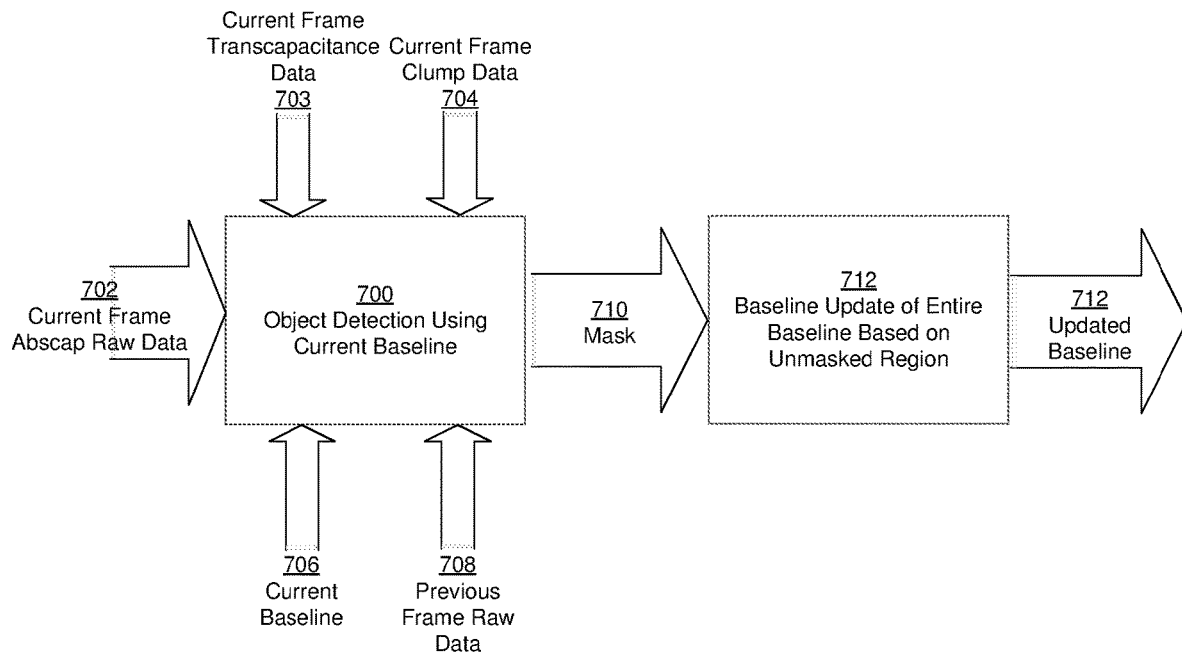 Current Frame
Transcapacitance
Data
703
Current Frame
Clump Data
704
702
Current Frame
Abscap Raw Data
700
Object Detection Using
Current Baseline
710
Mask
712
Baseline Update of Entire
Baseline Based on
Unmasked Region
712
Updated
Baseline
706
Current
Baseline
708
Previous
Frame Raw
Data